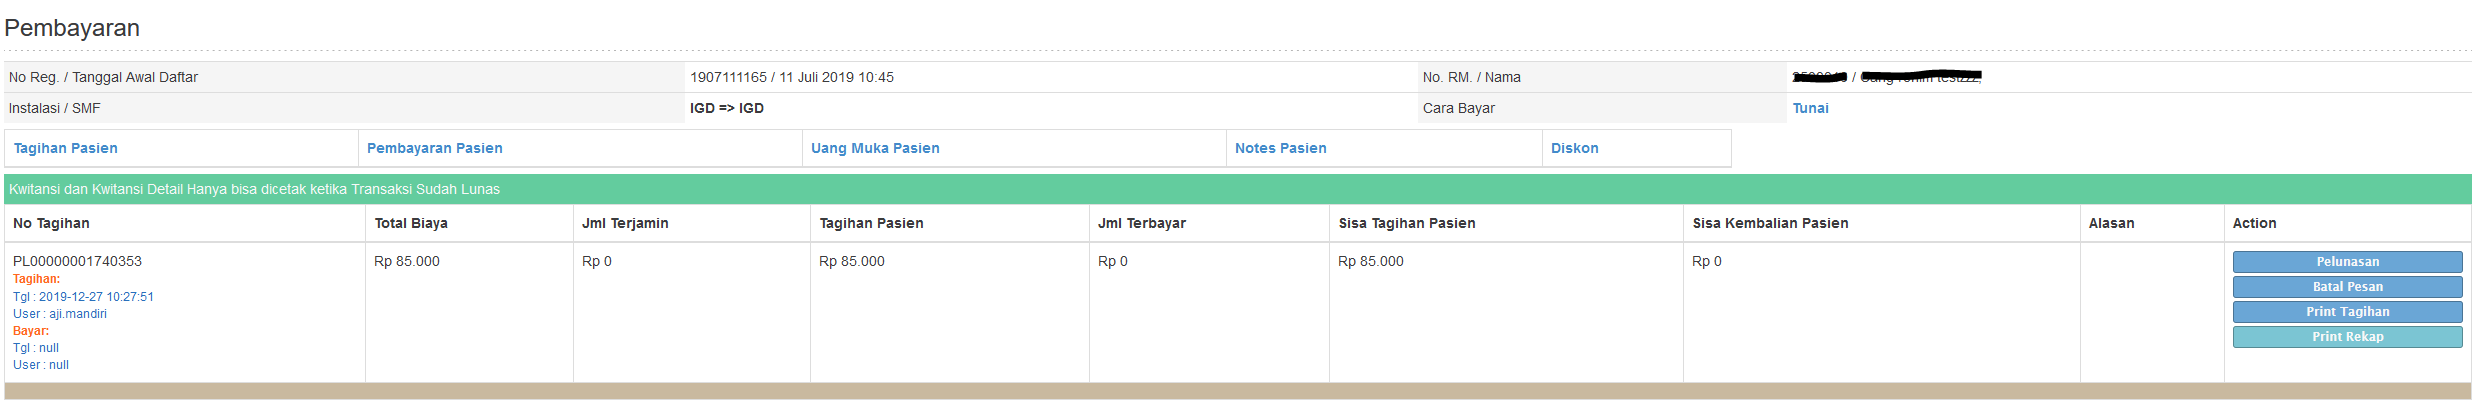 Pembayaran
No Reg. / Tanggal Awal Daftar 1907111165 / 11 Juli 2019 10:45 No. RM. / Nama /
Instalasi / SMF IGD => IGD Cara Bayar Tunai
Tagihan Pasien Pembayaran Pasien Uang Muka Pasien Notes Pasien Diskon
Kwitansi dan Kwitansi Detail Hanya bisa dicetak ketika Transaksi Sudah Lunas
No Tagihan Total Biaya Jml Terjamin Tagihan Pasien Jml Terbayar Sisa Tagihan Pasien Sisa Kembalian Pasien Alasan Action
PL00000001740353 Rp 85.000 Rp 0 Rp 85.000 Rp 0 Rp 85.000 Rp 0 Pelunasan
Tagihan:
Batal Pesan
Tgl : 2019-12-27 10:27:51
User : aji.mandiri Print Tagihan
Bayar: Print Rekap
Tgl : null
User : null